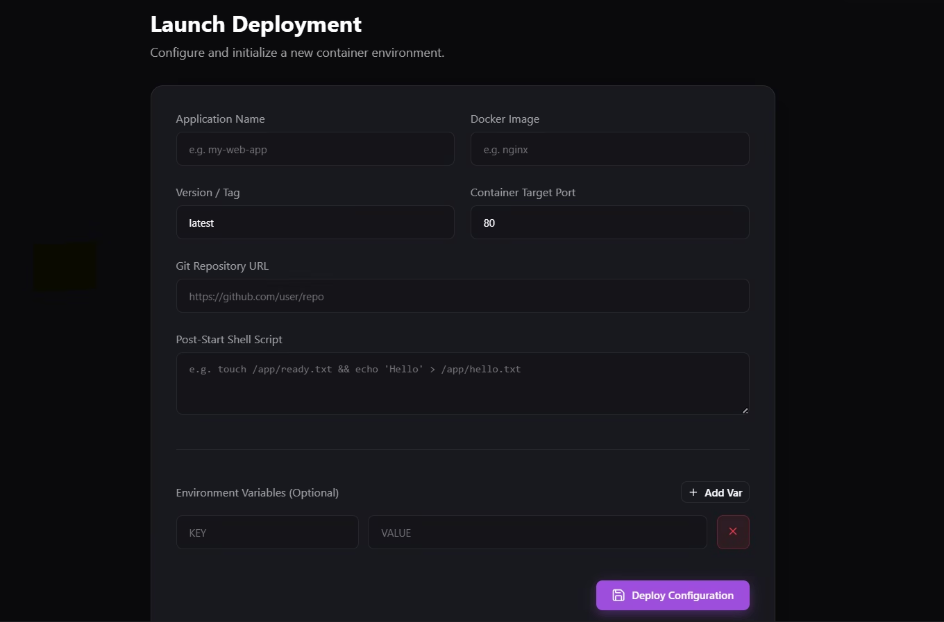 Launch Deployment
Configure and initialize a new container environment.
Application Name
Docker Image
e.g. my-web-app
e.g. nginx
Version / Tag
Container Target Port
latest
80
Git Repository URL
https://github.com/user/repo
Post-Start Shell Script
e.g. touch /app/ready.txt && echo 'Hello' > /app/hello.txt
Environment Variables (Optional)
+ Add Var
KEY
VALUE
Deploy Configuration